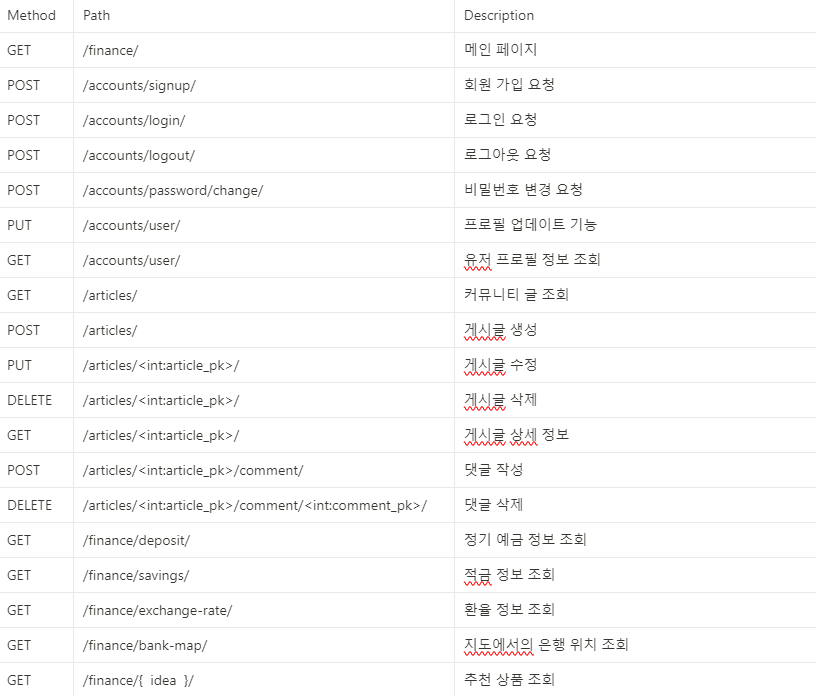 Method Path Description
GET /finance/ 메인 페이지
POST /accounts/signup/ 회원 가입 요청
POST /accounts/login/ 로그인 요청
POST /accounts/logout/ 로그아웃 요청
POST /accounts/password/change/ 비밀번호 변경 요청
PUT /accounts/user/ 프로필 업데이트 기능
GET /accounts/user/ 유저 프로필 정보 조회
GET /articles/ 커뮤니티 글 조회
POST /articles/ 게시글 생성
PUT /articles/<int:article_pk>/ 게시글 수정
DELETE /articles/<int:article_pk>/ 게시글 삭제
GET /articles/<int:article_pk>/ 게시글 상세 정보
POST /articles/<int:article_pk>/comment/ 댓글 작성
DELETE /articles/<int:article_pk>/comment/<int:comment_pk>/ 댓글 삭제
GET /finance/deposit/ 정기 예금 정보 조회
GET /finance/savings/ 적금 정보 조회
GET /finance/exchange-rate/ 환율 정보 조회
GET /finance/bank-map/ 지도에서의 은행 위치 조회
GET /finance/{ idea }/ 추천 상품 조회